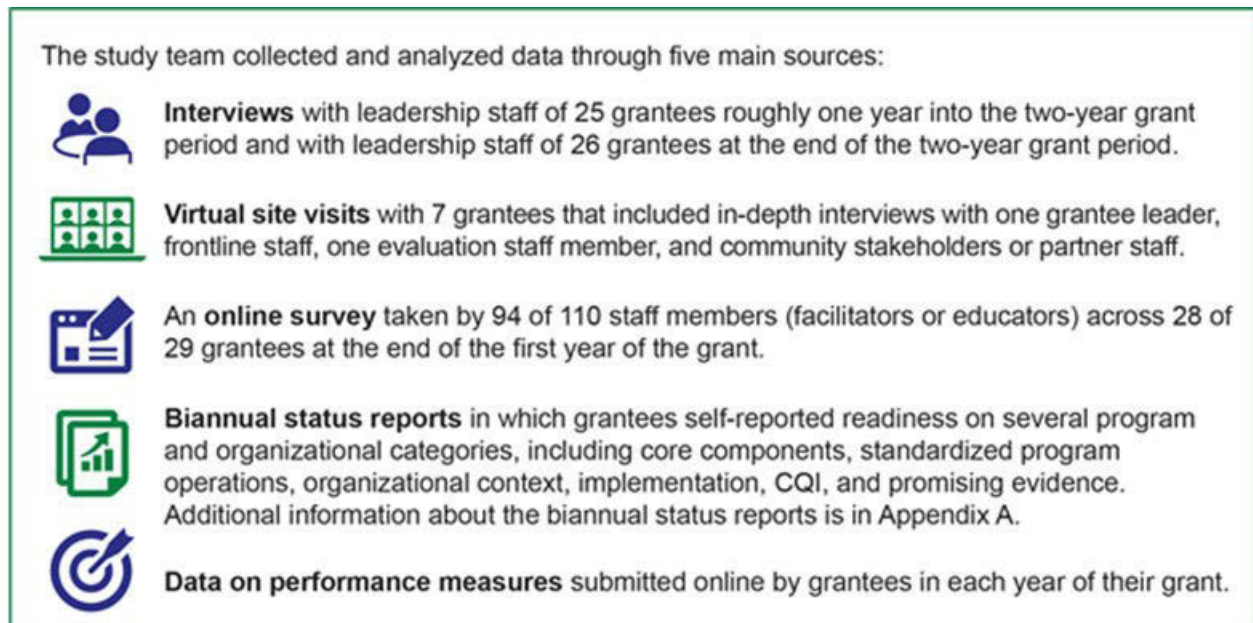 The study team collected and analyzed data through five main sources:
Interviews with leadership staff of 25 grantees roughly one year into the two-year grant
period and with leadership staff of 26 grantees at the end of the two-year grant period.
Virtual site visits with 7 grantees that included in-depth interviews with one grantee leader,
frontline staff, one evaluation staff member, and community stakeholders or partner staff.
An online survey taken by 94 of 110 staff members (facilitators or educators) across 28 of
29 grantees at the end of the first year of the grant.
Biannual status reports in which grantees self-reported readiness on several program
and organizational categories, including core components, standardized program
operations, organizational context, implementation, CQI, and promising evidence.
Additional information about the biannual status reports is in Appendix A.
Data on performance measures submitted online by grantees in each year of their grant.